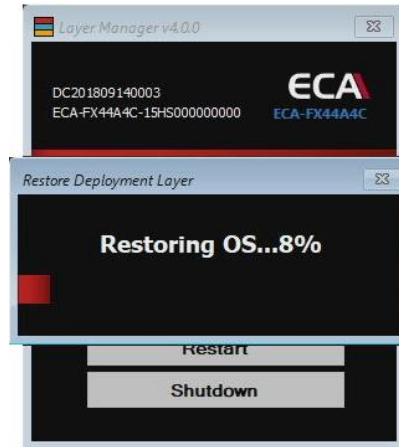 Layer Manager v4.0.0
DC201809140003
ECA-FX44A4C-15HS000000000
ECA
ECA-FX44A4C
Restore Deployment Layer
Restoring OS...8%
Restart
Shutdown